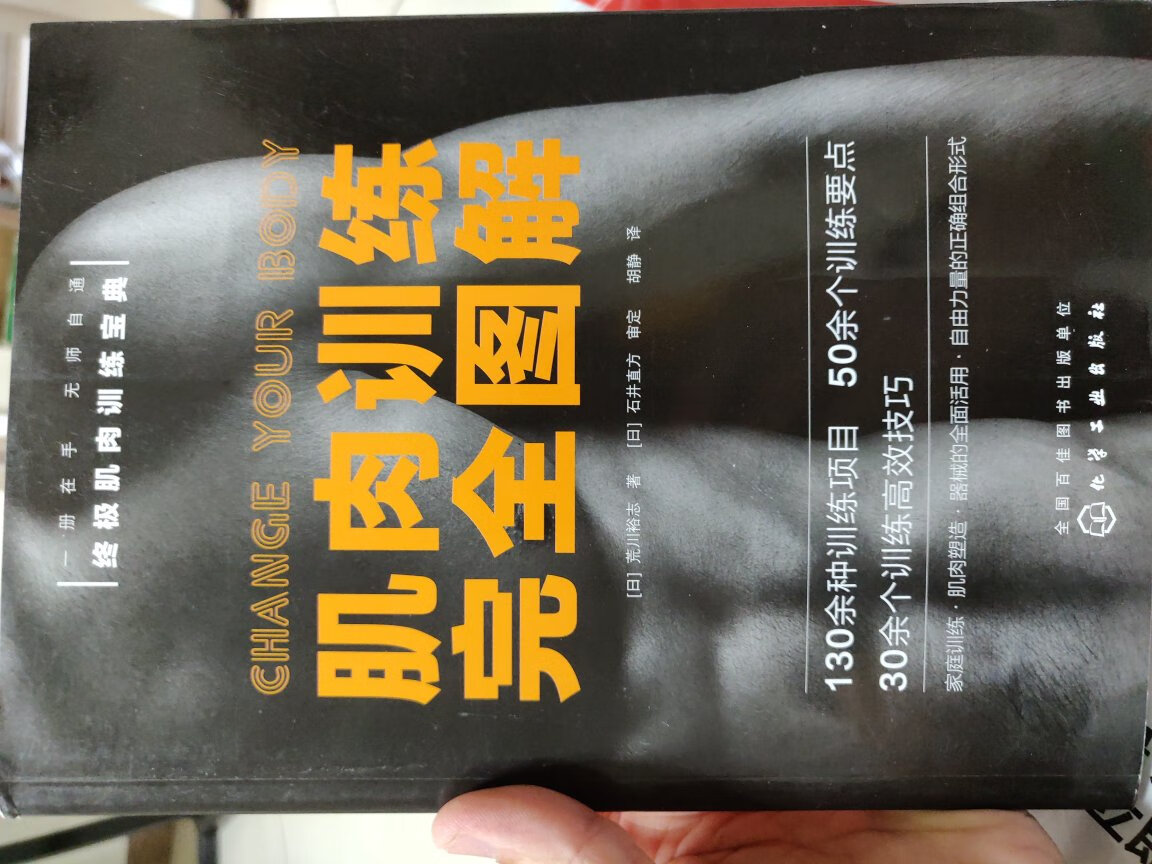 一册在手 无师自通
终极肌肉训练宝典
CHANGE YOUR BODY
肌肉训练
完全图解
[日] 荒川裕志 著 [日] 石井直方 审定 胡静 译
130余种训练项目 50余个训练要点
30余个训练高效技巧
家庭训练·肌肉塑造·器械的全面活用·自由力量的正确组合形式
全国百佳图书出版单位
化学工业出版社